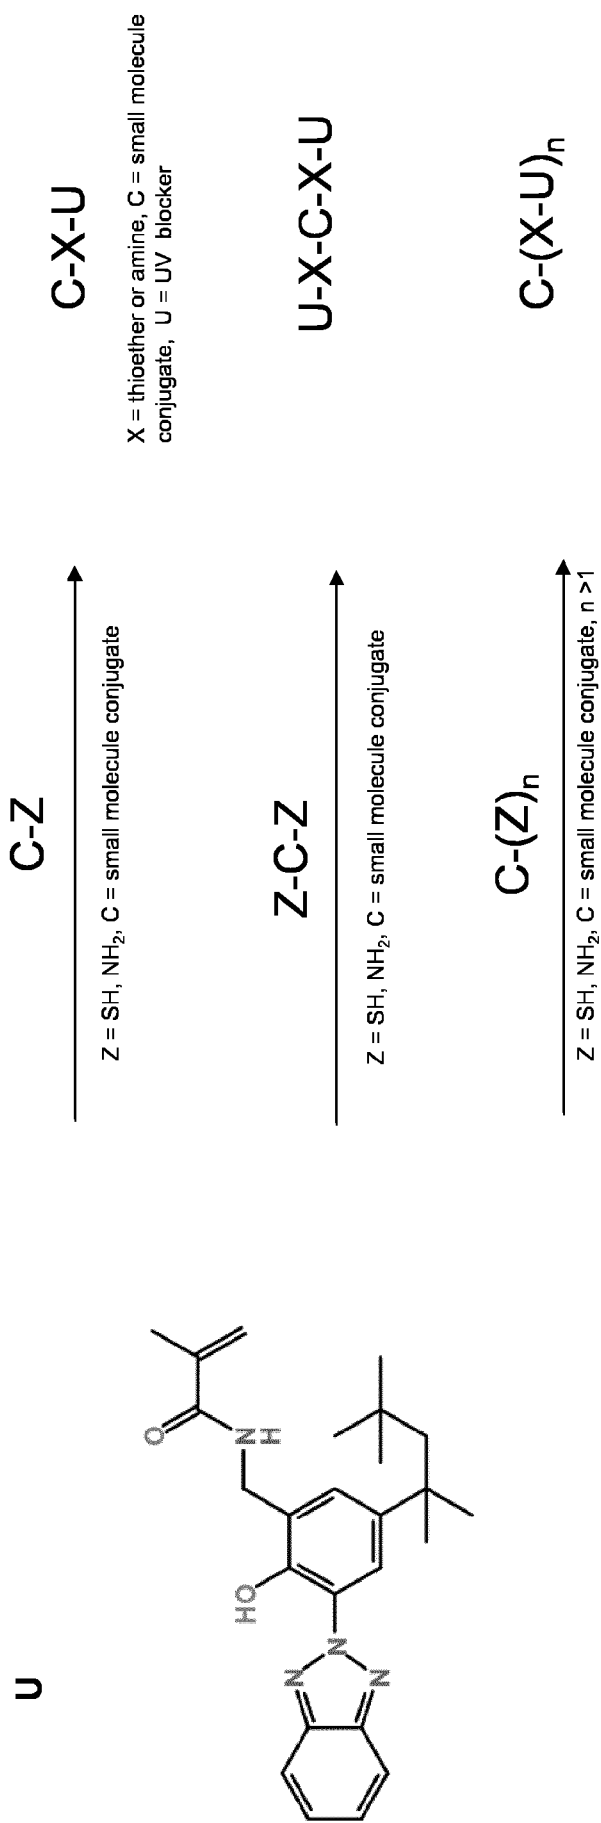 U
O
N
H
HO
N
N
N
C-Z
Z = SH, NH₂, C = small molecule conjugate
C-X-U
X = thioether or amine, C = small molecule
conjugate, U = UV blocker
Z-C-Z
Z = SH, NH₂, C = small molecule conjugate
U-X-C-X-U
C-(Z)ₙ
Z = SH, NH₂, C = small molecule conjugate, n >1
C-(X-U)ₙ